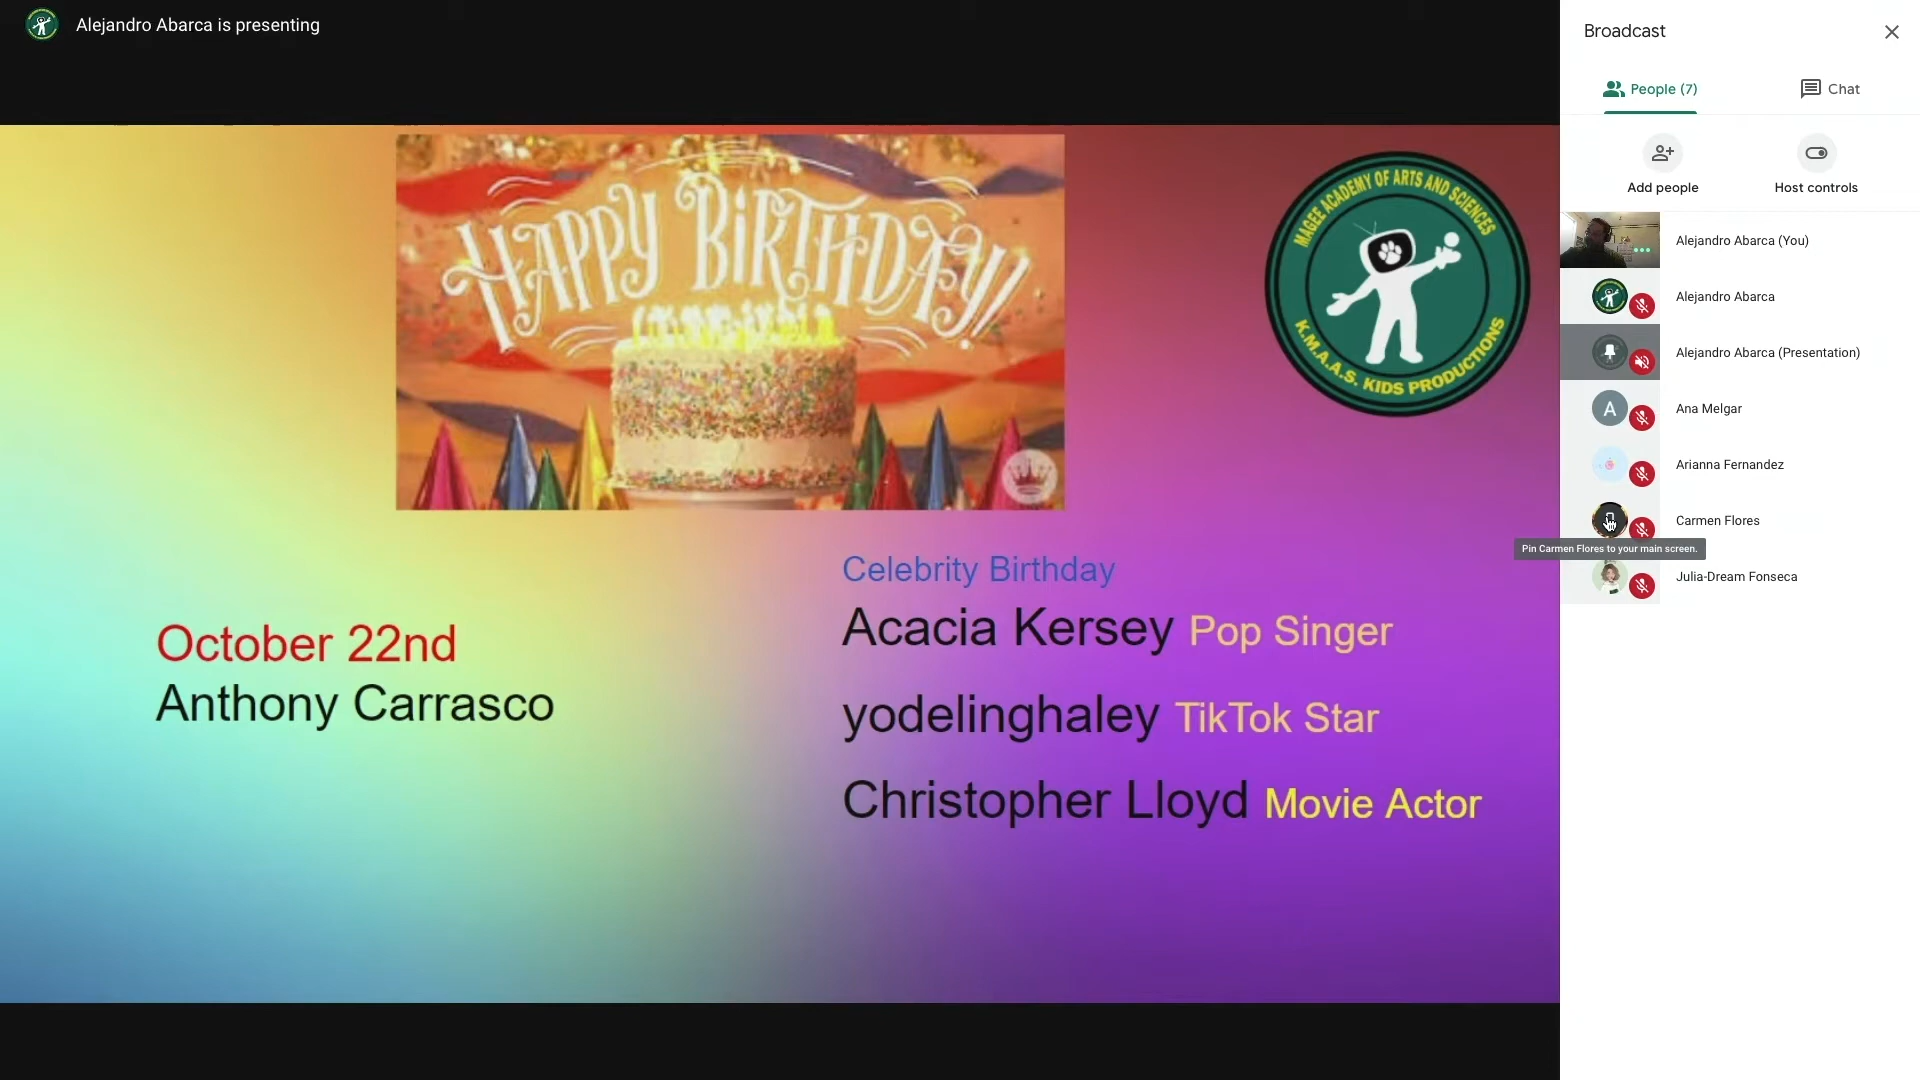 Alejandro Abarca is presenting
HAPPY BIRTHDAY!
MAGEE ACADEMY OF ARTS AND SCIENCES
K.M.A.A.S. KIDS PRODUCTIONS
October 22nd
Anthony Carrasco
Celebrity Birthday
Acacia Kersey Pop Singer
yodelinghaley TikTok Star
Christopher Lloyd Movie Actor
Broadcast
People (7)
Chat
Add people
Host controls
Alejandro Abarca (You)
Alejandro Abarca
Alejandro Abarca (Presentation)
A
Ana Melgar
Arianna Fernandez
Carmen Flores
Pin Carmen Flores to your main screen.
Julia-Dream Fonseca